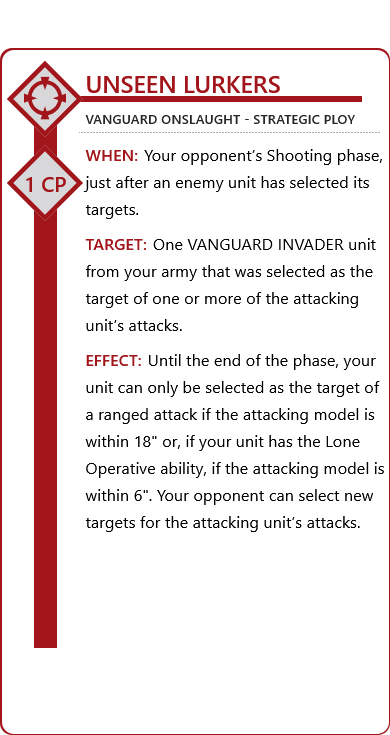 UNSEEN LURKERS
VANGUARD ONSLAUGHT - STRATEGIC PLOY
1 CP
WHEN: Your opponent’s Shooting phase,
just after an enemy unit has selected its
targets.
TARGET: One VANGUARD INVADER unit
from your army that was selected as the
target of one or more of the attacking
unit’s attacks.
EFFECT: Until the end of the phase, your
unit can only be selected as the target of
a ranged attack if the attacking model is
within 18" or, if your unit has the Lone
Operative ability, if the attacking model is
within 6". Your opponent can select new
targets for the attacking unit’s attacks.